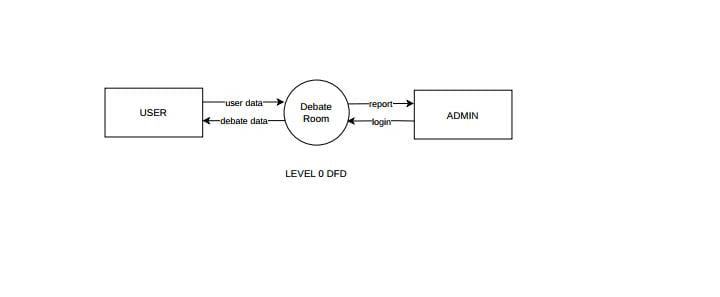 USER
user data
debate data
Debate
Room
report
login
ADMIN
LEVEL 0 DFD